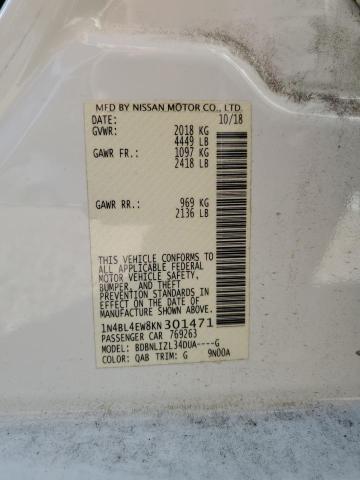 MFD BY NISSAN MOTOR CO., LTD.
DATE: 10/18
GVWR: 2018 KG
4449 LB
GAWR FR.: 1097 KG
2418 LB
GAWR RR.: 969 KG
2136 LB
THIS VEHICLE CONFORMS TO
ALL APPLICABLE FEDERAL
MOTOR VEHICLE SAFETY,
BUMPER, AND THEFT
PREVENTION STANDARDS
IN EFFECT ON THE DATE OF
MANUFACTURE SHOWN ABOVE.
1N4BL4EW8KN301471
PASSENGER CAR 769263
MODEL: BDBNLIZL34DUA----G
COLOR: QAB TRIM: G 9N00A